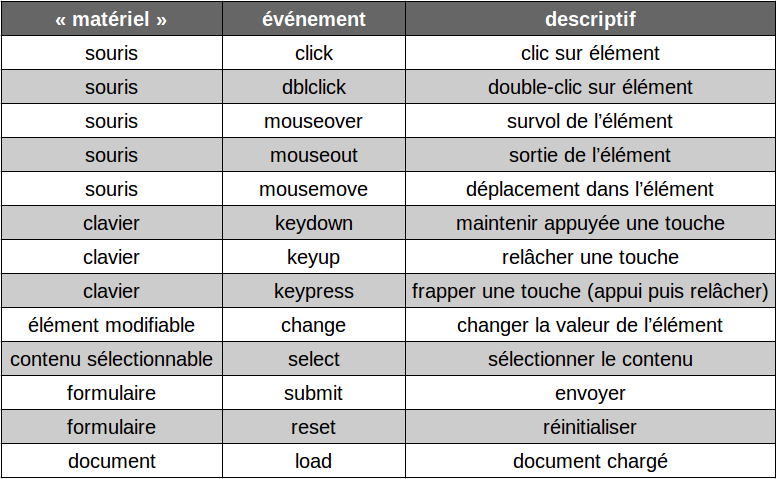 « matériel » événement descriptif
souris click clic sur élément
souris dblclick double-clic sur élément
souris mouseover survol de l’élément
souris mouseout sortie de l’élément
souris mousemove déplacement dans l’élément
clavier keydown maintenir appuyée une touche
clavier keyup relâcher une touche
clavier keypress frapper une touche (appui puis relâcher)
élément modifiable change changer la valeur de l’élément
contenu sélectionnable select sélectionner le contenu
formulaire submit envoyer
formulaire reset réinitialiser
document load document chargé